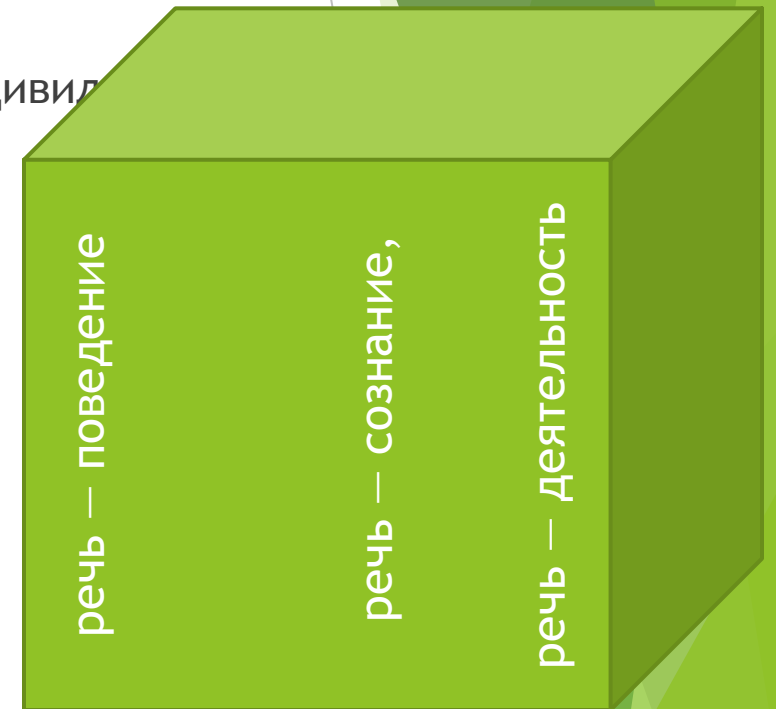 речь – поведение
речь – сознание,
речь – деятельность